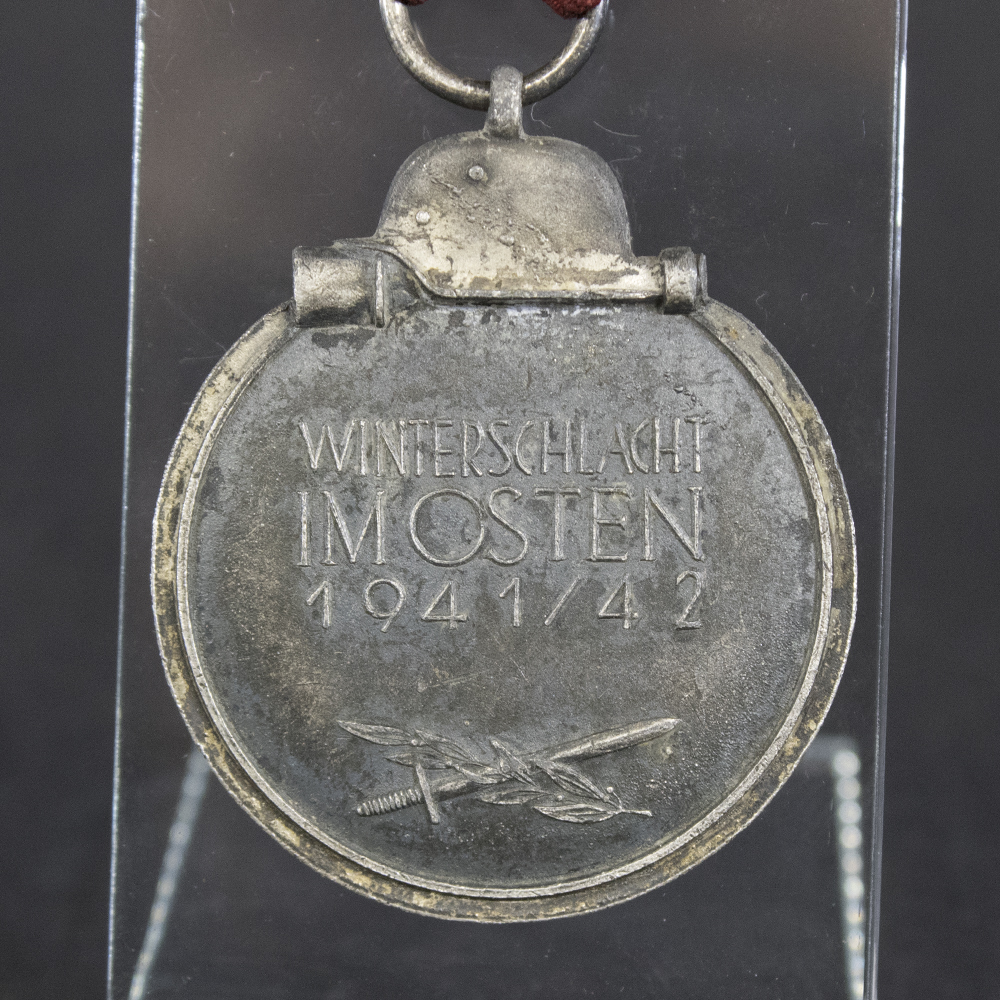 WINTERSCHLACHT
IM OSTEN
1941/42